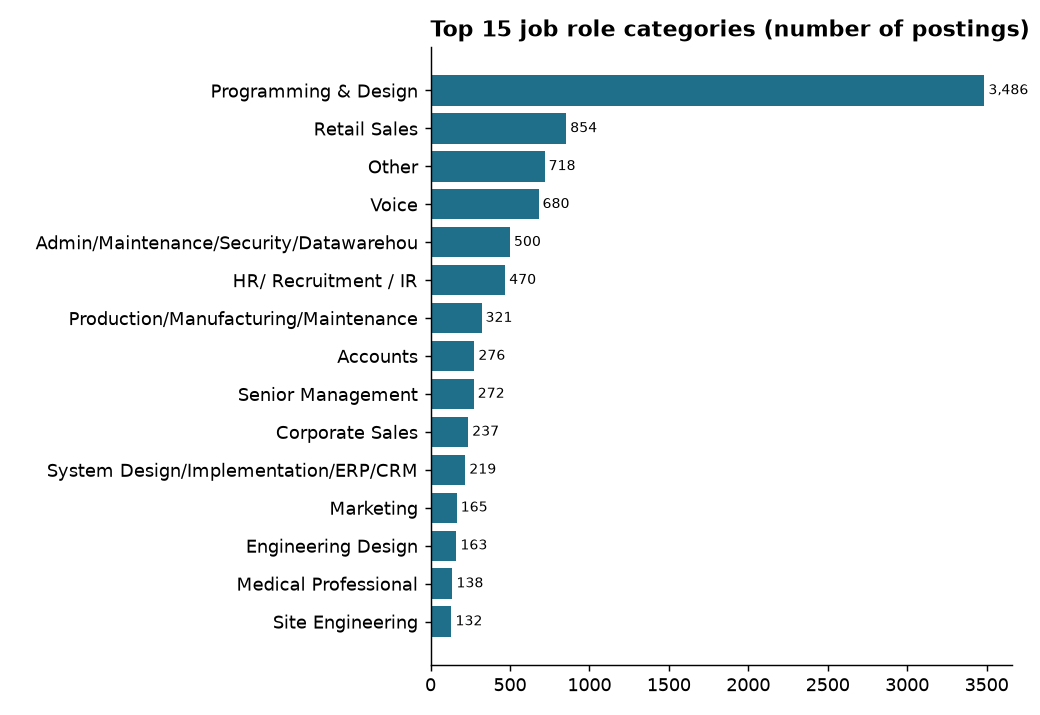 Top 15 job role categories (number of postings)
Programming & Design 3,486
Retail Sales 854
Other 718
Voice 680
Admin/Maintenance/Security/Datawarehou 500
HR/ Recruitment / IR 470
Production/Manufacturing/Maintenance 321
Accounts 276
Senior Management 272
Corporate Sales 237
System Design/Implementation/ERP/CRM 219
Marketing 165
Engineering Design 163
Medical Professional 138
Site Engineering 132
0 500 1000 1500 2000 2500 3000 3500